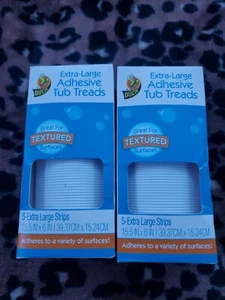 Duck
Extra-Large
Adhesive
Tub Treads
Great For
TEXTURED
Surfaces!
5-Extra Large Strips
15.5 IN x 6 IN / 39.37CM x 15.24CM
Adheres to a variety of surfaces!
Duck
Extra-Large
Adhesive
Tub Treads
Great For
TEXTURED
Surfaces!
5-Extra Large Strips
15.5 IN x 6 IN / 39.37CM x 15.24CM
Adheres to a variety of surfaces!